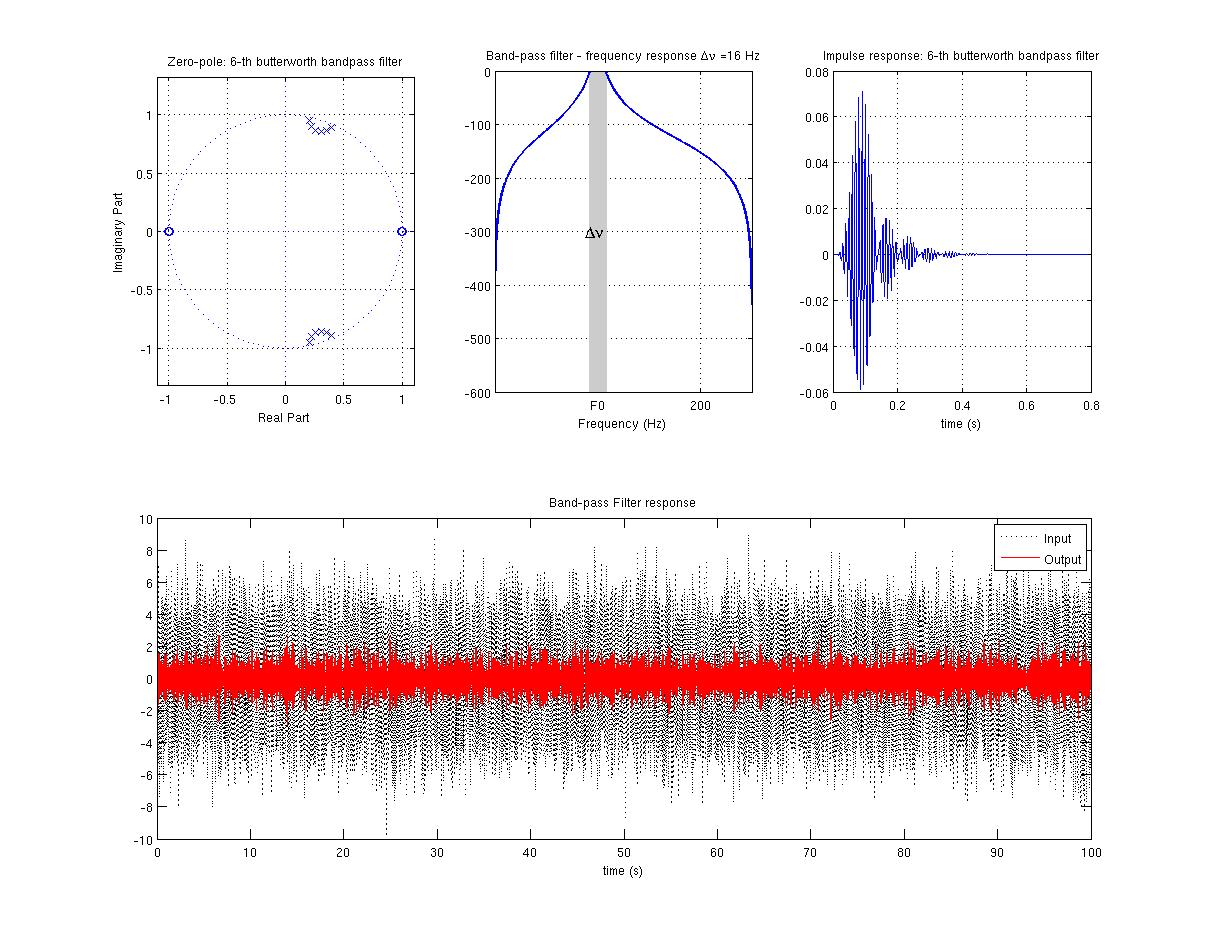 Zero-pole: 6-th butterworth bandpass filter
1
0.5
0
-0.5
-1
Imaginary Part
-1 -0.5 0 0.5 1
Real Part
Band-pass filter - frequency response Δν =16 Hz
0
-100
-200
-300
-400
-500
-600
Δν
F0 200
Frequency (Hz)
Impulse response: 6-th butterworth bandpass filter
0.08
0.06
0.04
0.02
0
-0.02
-0.04
-0.06
0 0.2 0.4 0.6 0.8
time (s)
Band-pass Filter response
10
8
6
4
2
0
-2
-4
-6
-8
-10
Input
Output
0 10 20 30 40 50 60 70 80 90 100
time (s)